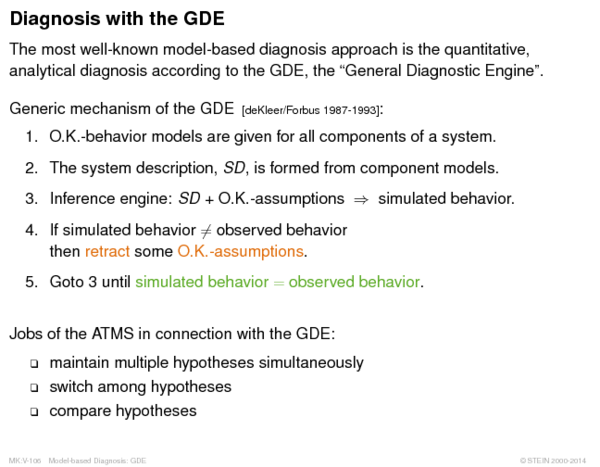 Diagnosis with the GDE
The most well-known model-based diagnosis approach is the quantitative,
analytical diagnosis according to the GDE, the “General Diagnostic Engine”.
Generic mechanism of the GDE [deKleer/Forbus 1987-1993]:
1. O.K.-behavior models are given for all components of a system.
2. The system description, SD, is formed from component models.
3. Inference engine: SD + O.K.-assumptions ⇒ simulated behavior.
4. If simulated behavior ≠ observed behavior
then retract some O.K.-assumptions.
5. Goto 3 until simulated behavior = observed behavior.
Jobs of the ATMS in connection with the GDE:
❑ maintain multiple hypotheses simultaneously
❑ switch among hypotheses
❑ compare hypotheses
MK:V-106 Model-based Diagnosis: GDE © STEIN 2000-2014